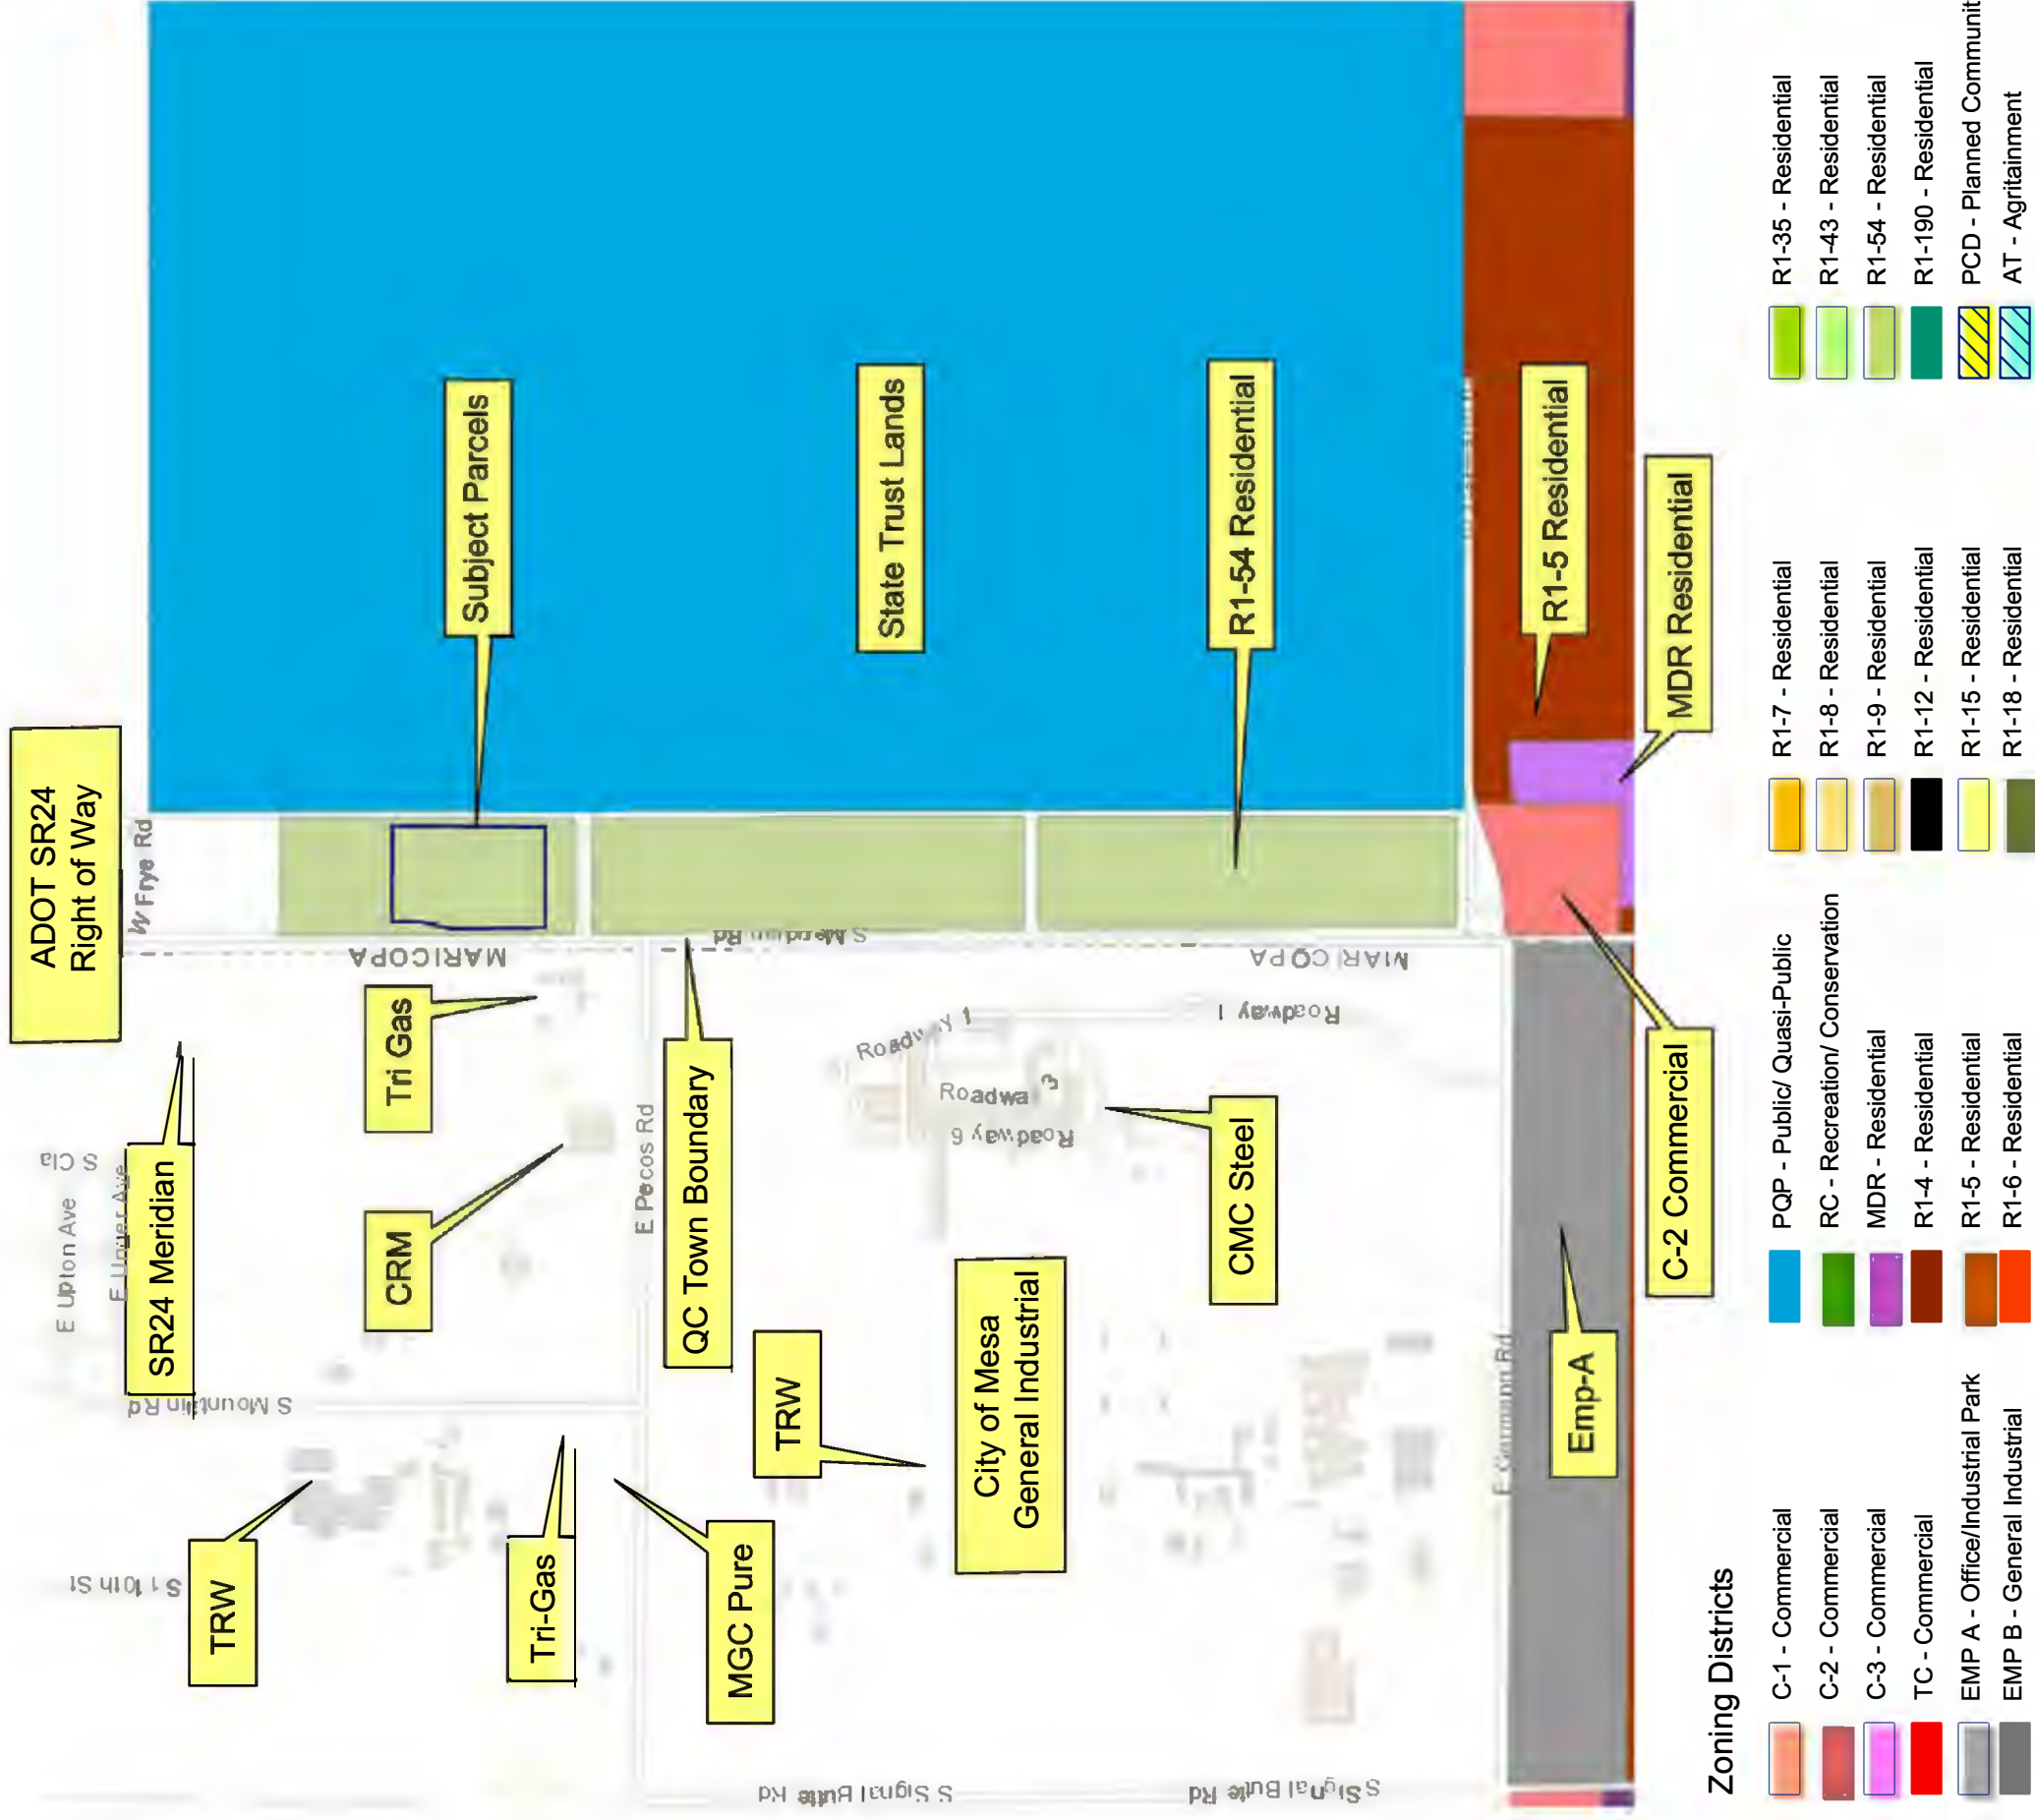 ADOT SR24
Right of Way
W Frye Rd
S Cla
E Upton Ave
SR24 Meridian
S 110th St
TRW
Tri-Gas
MGC Pure
CRM
Tri Gas
MARICOPA
Subject Parcels
E Pecos Rd
QC Town Boundary
S Meridian Rd
State Trust Lands
TRW
City of Mesa
General Industrial
Roadway 1
Roadway 6
Roadway 1
CMC Steel
MARICOPA
R1-54 Residential
S Signal Butte Rd
S Signal Butte Rd
E Germann Rd
Emp-A
C-2 Commercial
R1-5 Residential
MDR Residential
Zoning Districts
C-1 - Commercial
C-2 - Commercial
C-3 - Commercial
TC - Commercial
EMP A - Office/Industrial Park
EMP B - General Industrial
PQP - Public/ Quasi-Public
RC - Recreation/ Conservation
MDR - Residential
R1-4 - Residential
R1-5 - Residential
R1-6 - Residential
R1-7 - Residential
R1-8 - Residential
R1-9 - Residential
R1-12 - Residential
R1-15 - Residential
R1-18 - Residential
R1-35 - Residential
R1-43 - Residential
R1-54 - Residential
R1-190 - Residential
PCD - Planned Communit
AT - Agritainment